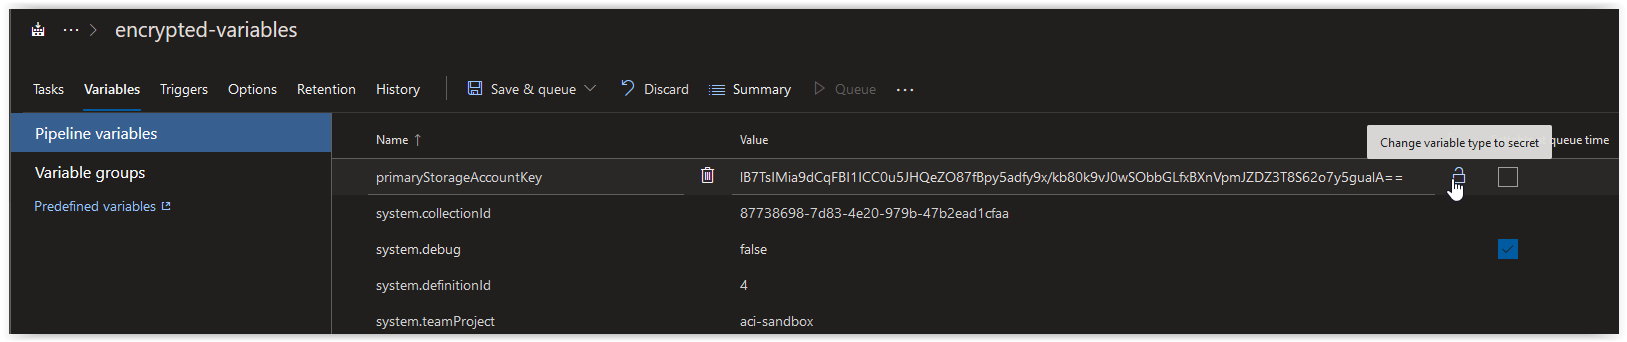 ··· > encrypted-variables
Tasks Variables Triggers Options Retention History Save & queue Discard Summary Queue ···
Pipeline variables
Variable groups
Predefined variables
Name ↑ Value queue time
Change variable type to secret
primaryStorageAccountKey IB7TsIMia9dCqFBI1ICC0u5JHQeZO87fBpy5adfy9x/kb80k9vJ0wSObbGLfxBXnVpmJZDZ3T8S62o7y5gualA==
system.collectionId 87738698-7d83-4e20-979b-47b2ead1cfaa
system.debug false
system.definitionId 4
system.teamProject aci-sandbox